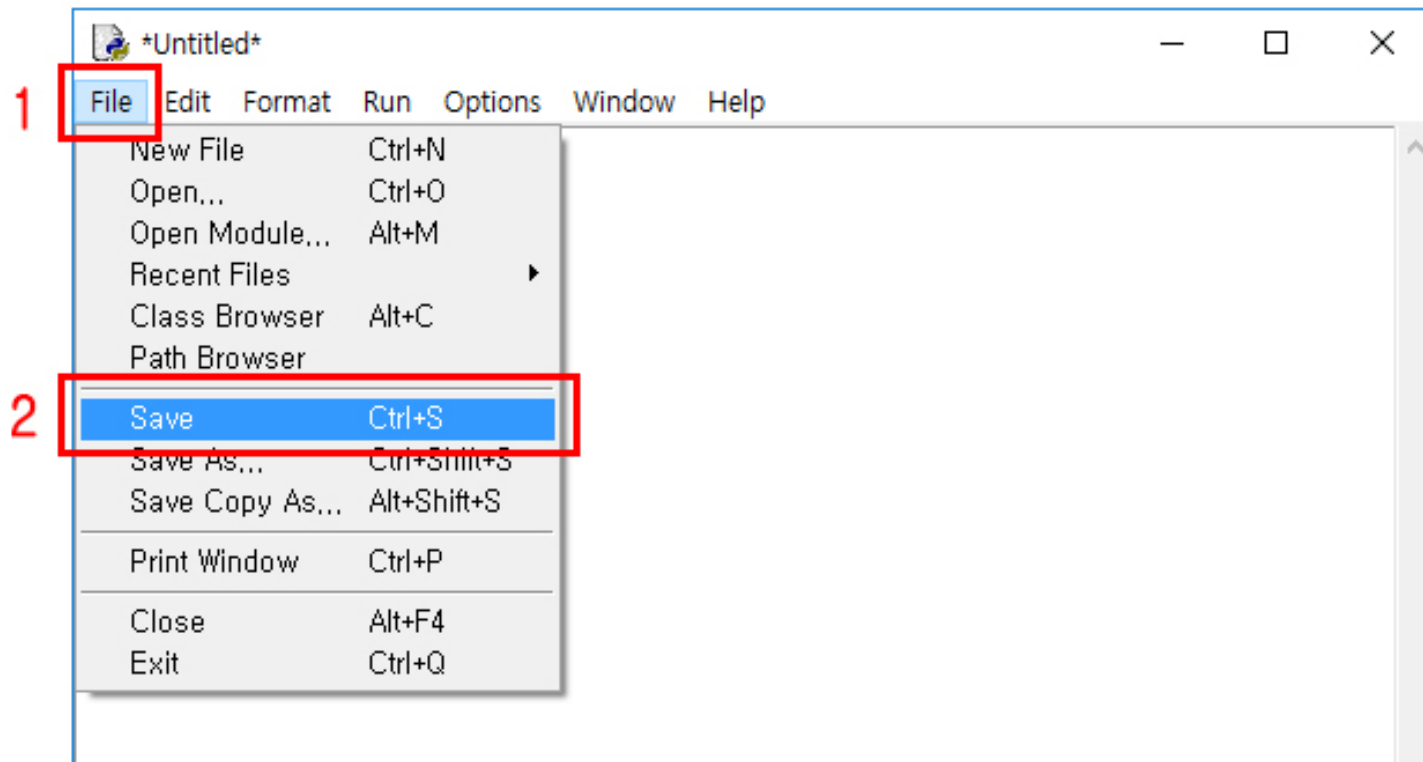 *Untitled*
1 File Edit Format Run Options Window Help
New File Ctrl+N
Open... Ctrl+O
Open Module... Alt+M
Recent Files
Class Browser Alt+C
Path Browser
2 Save Ctrl+S
Save As... Ctrl+Shift+S
Save Copy As... Alt+Shift+S
Print Window Ctrl+P
Close Alt+F4
Exit Ctrl+Q